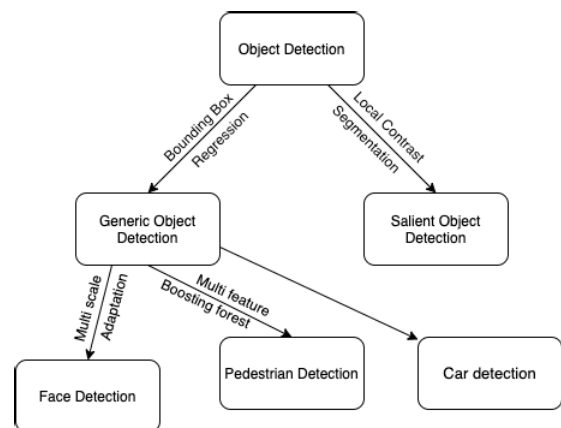 Object Detection
Bounding Box
Regression
Local Contrast
Segmentation
Generic Object
Detection
Salient Object
Detection
Multi scale
Adaptation
Multi feature
Boosting forest
Face Detection
Pedestrian Detection
Car detection